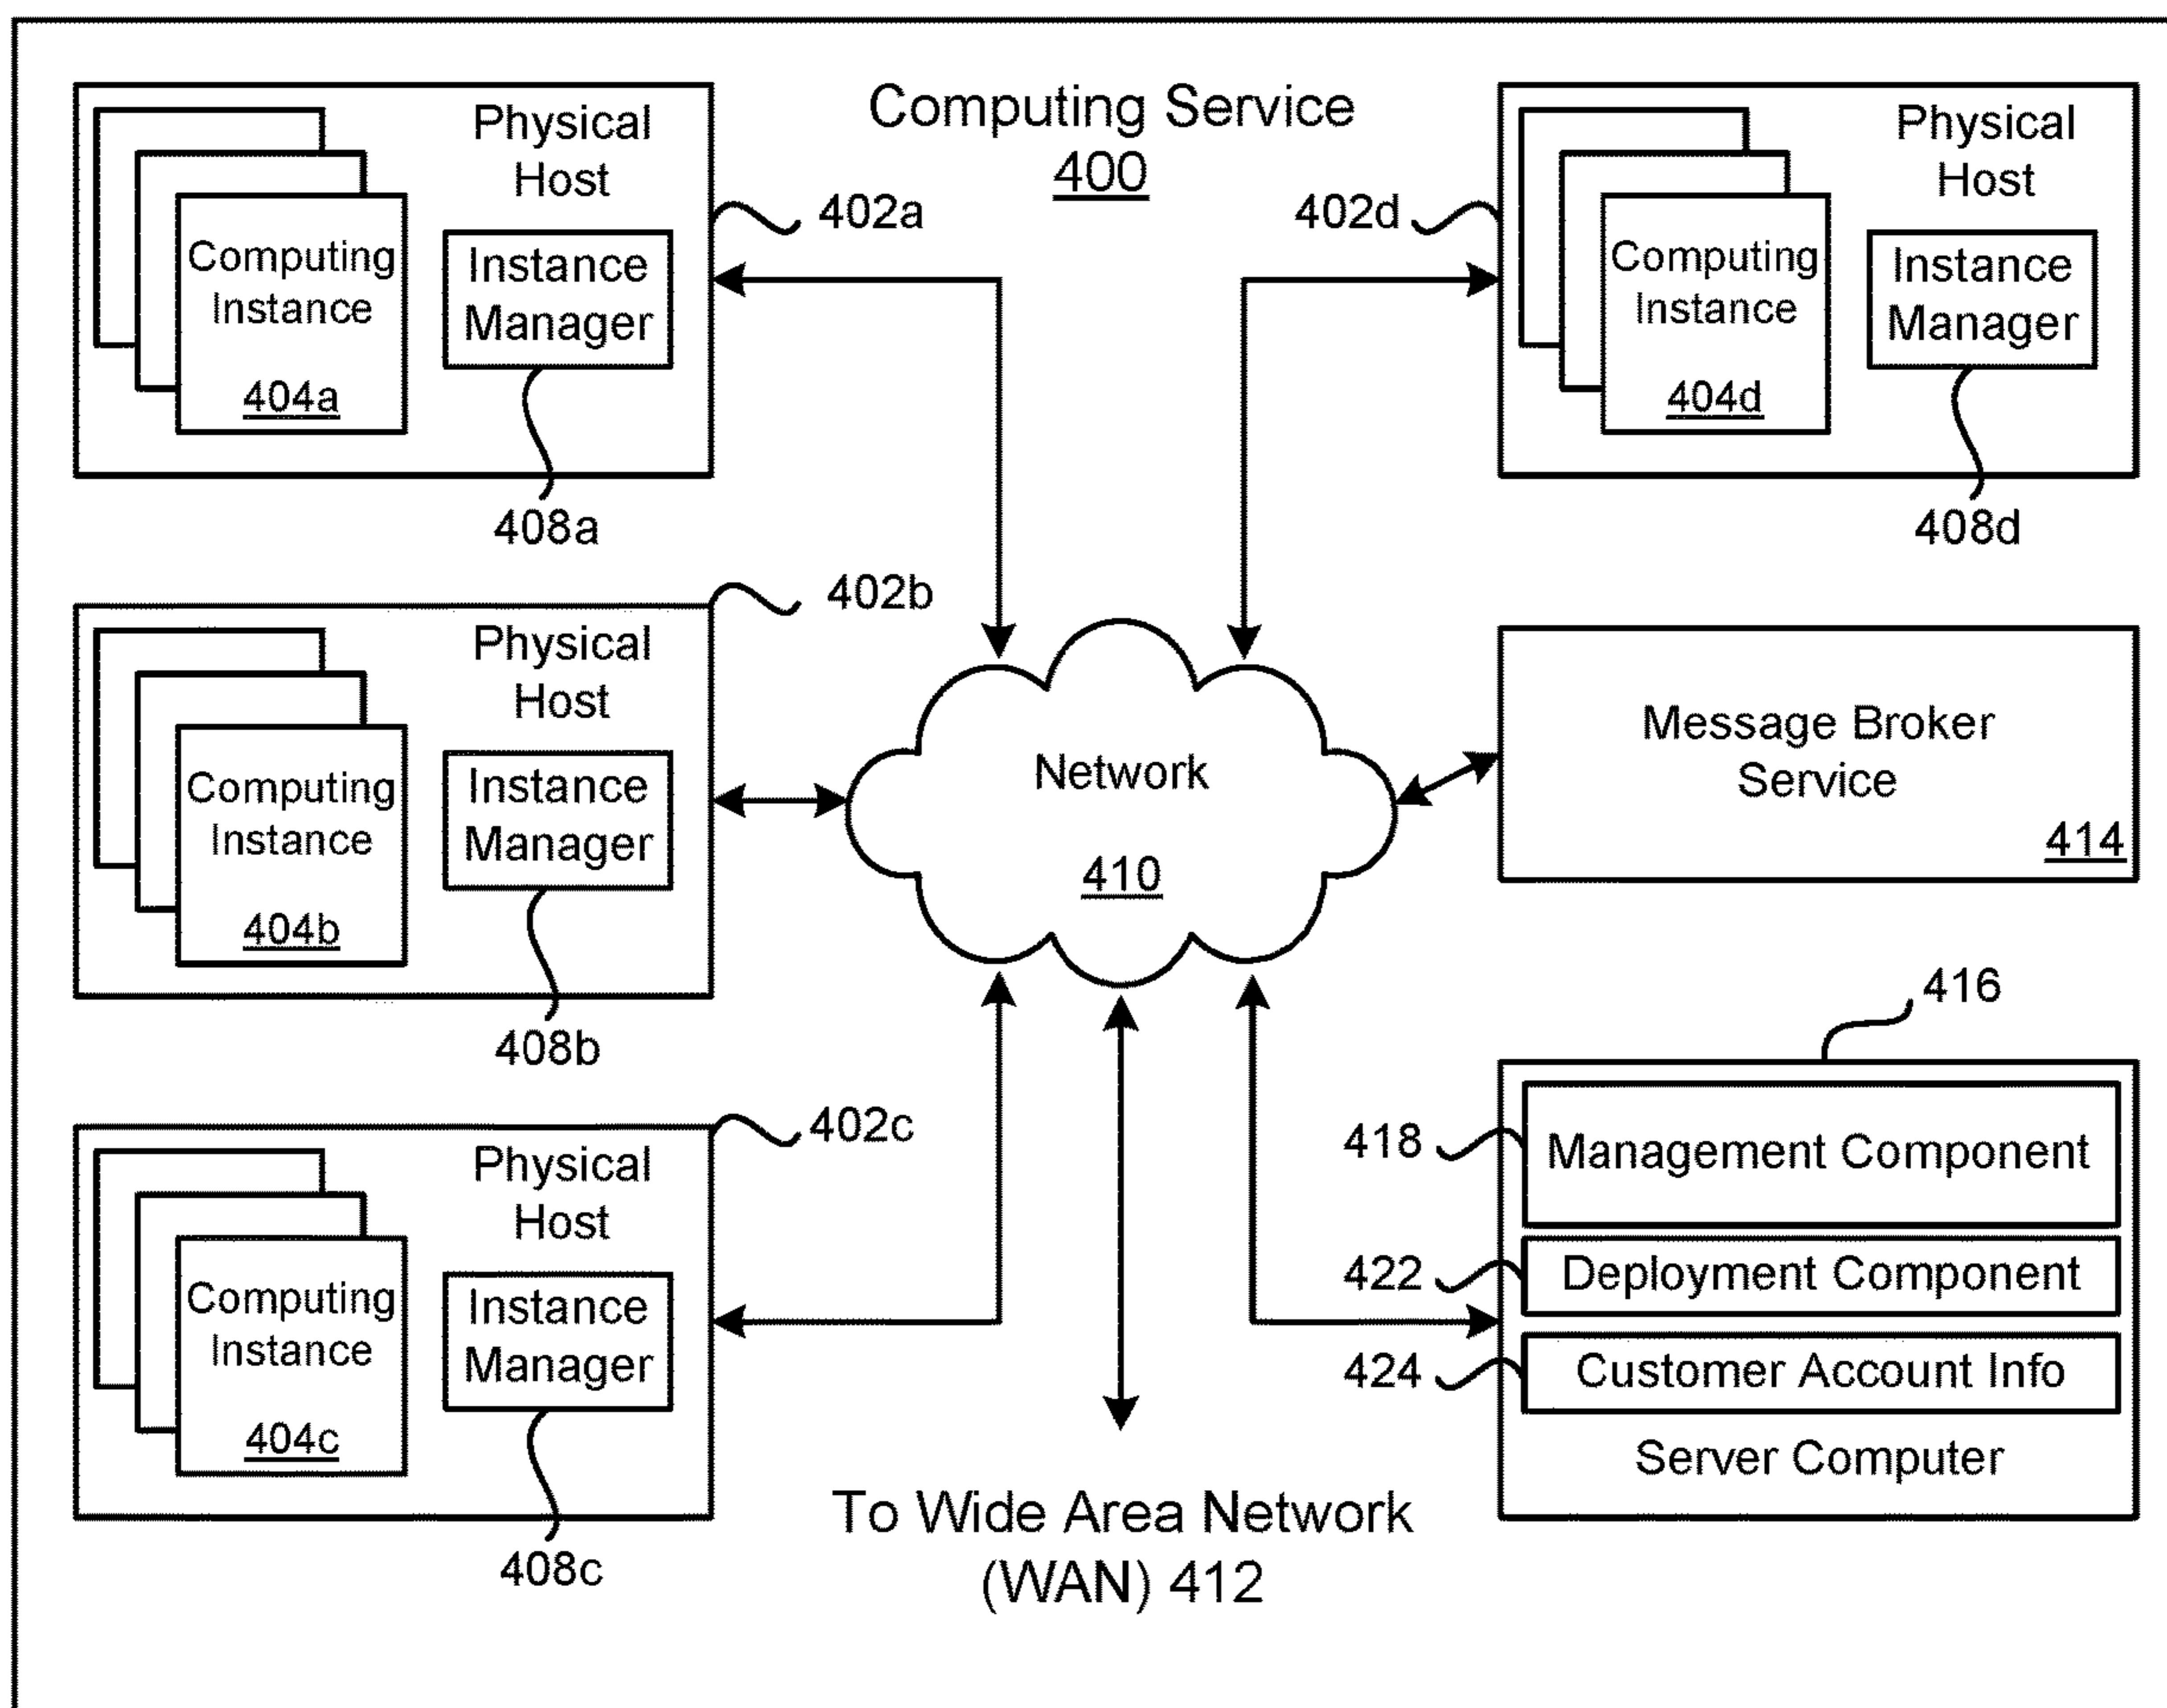 Computing Service
400
Physical
Host
402a
Computing
Instance
404a
Instance
Manager
408a
Physical
Host
402d
Computing
Instance
404d
Instance
Manager
408d
Physical
Host
402b
Computing
Instance
404b
Instance
Manager
408b
Network
410
Message Broker
Service
414
Physical
Host
402c
Computing
Instance
404c
Instance
Manager
408c
416
418
Management Component
422
Deployment Component
424
Customer Account Info
Server Computer
To Wide Area Network
(WAN) 412